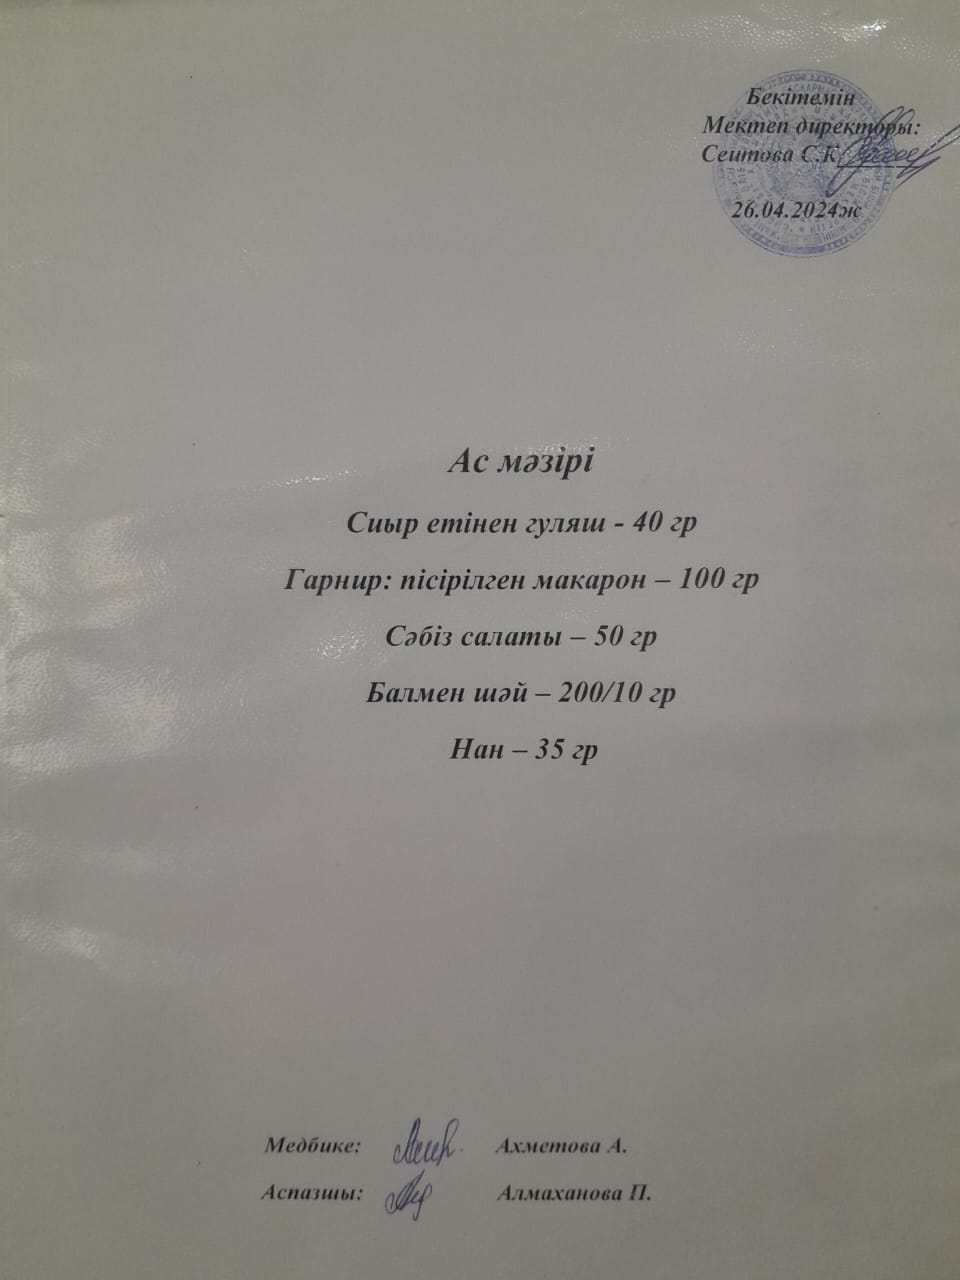 Бекітемін
Мектеп директоры:
Сеитова С.К.
26.04.2024ж
Ас мәзірі
Сиыр етінен гуляш - 40 гр
Гарнир: пісірілген макарон – 100 гр
Сәбіз салаты – 50 гр
Балмен шәй – 200/10 гр
Нан – 35 гр
Медбике: Ахметова А.
Аспазшы: Алмаханова П.